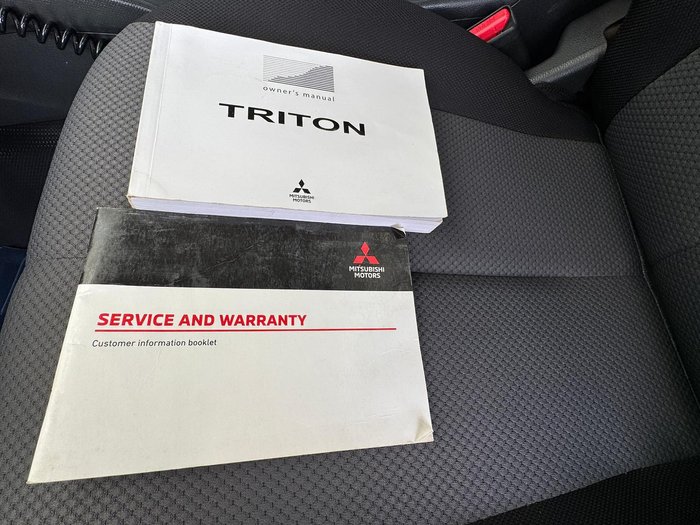 owner's manual
TRITON
MITSUBISHI
MOTORS
MITSUBISHI
MOTORS
SERVICE AND WARRANTY
Customer information booklet